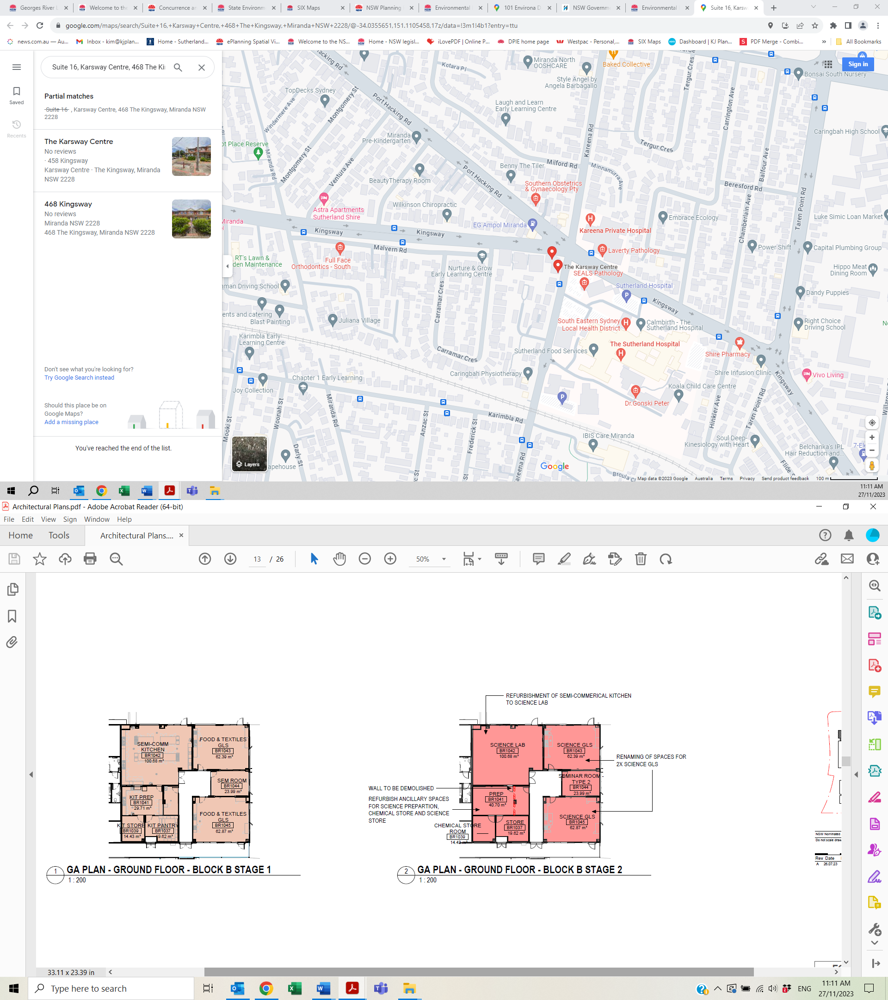 Georges River L
Welcome to the
Concurrence an
State Environm
SIX Maps
NSW Planning
Environmental
101 Environa D
NSW Governm
Environmental
Suite 16, Karsw
google.com/maps/search/Suite+16,+Karsway+Centre,+468+The+Kingsway,+Miranda+NSW+2228/@-34.0355651,151.1105458,17z/data=!3m1!4b1?entry=ttu
news.com.au — Au...
Inbox - kim@kjplan...
Home - Sutherland...
ePlanning Spatial Vi...
Welcome to the NS...
Home - NSW legisl...
iLovePDF | Online P...
DPIE home page
Westpac - Personal,...
SIX Maps
Dashboard | KJ Plan...
PDF Merge - Combi...
»
All Bookmarks
Suite 16, Karsway Centre, 468 The Ki
Saved
Recents
Partial matches
Suite 16 , Karsway Centre, 468 The Kingsway, Miranda NSW
2228
The Karsway Centre
No reviews
· 458 Kingsway
Karsway Centre · The Kingsway, Miranda
NSW 2228
468 Kingsway
No reviews
Miranda NSW 2228
468 The Kingsway, Miranda NSW 2228
Don't see what you're looking for?
Try Google Search instead
Should this place be on
Google Maps?
Add a missing place
You've reached the end of the list.
Sign in
Hacking Rd
Kotara Pl
Miranda North
OOSHCARE
Baked Collective
Tergur Cres
Bonsai South Nursery
Style Angel by
Angela Barbagallo
TopDecks Sydney
Windermere Ave
Montgomery St
Port Hacking Rd
Laugh and Learn
Early Learning Centre
Carrington Ave
Kareena Rd
Caringbah High School
Miranda
Pre-Kindergarten
ot Place Reserve
Miranda Rd
Montgomery St
Ventura Ave
Tergur Cres
Milford Rd
Minnamurra Ave
Balfour Ave
Benny The Tiler
Port Hacking Rd
BeautyTherapy Room
Southern Obstetrics
& Gynaecology Pty
Beresford Rd
Taren Point Rd
Chamberlain Ave
Wilkinson Chiropractic
Astra Apartments
Sutherland Shire
Miranda
Embrace Ecology
Luke Simic Loan Market
EG Ampol Miranda
Kareena Private Hospital
Kingsway
Kingsway
Malvern Rd
Power Shift
Capital Plumbing Group
Laverty Pathology
RT's Lawn &
den Maintenance
Full Face
Orthodontics - South
Nurture & Grow
Early Learning Centre
The Karsway Centre
SEALS Pathology
Hippo Meat
Dining Room
Sutherland Hospital
Dandy Puppies
Carramar Cres
Kingsway
ents and catering
Blast Painting
Juliana Village
South Eastern Sydney
Local Health District
Calmbirth - The
Sutherland Hospital
Right Choice
Driving School
Karimbla Early
Learning Centre
Carramar Cres
Sutherland Food Services
The Sutherland Hospital
Shire Pharmacy
Caringbah Physiotherapy
Shire Infusion Clinic
Kingsway
Vivo Living
Chapter 1 Early Learning
Joy Collection
Koala Child Care Centre
Dr.Gonski Peter
Karimbla Rd
Hinkler Ave
Taren Point Rd
Mooki St
Woonah St
Miranda Rd
Anzac St
Frederick St
IBIS Care Miranda
Soul Deep-
Kinesiology with Heart
Belchanka's IPL
Hair Reduction and...
Darly St
Layers
apehouse
Google
Map data ©2023 Google Australia Terms Privacy Send product feedback 100 m
11:11 AM
27/11/2023
Architectural Plans.pdf - Adobe Acrobat Reader (64-bit)
File Edit View Sign Window Help
Home Tools Architectural Plans....
13 / 26
50%
REFURBISHMENT OF SEMI-COMMERICAL KITCHEN
TO SCIENCE LAB
SEMI-COMM
KITCHEN
BR1042
100.68 m²
FOOD & TEXTILES
GLS
BR1043
62.39 m²
SEM ROOM
BR1044
23.99 m²
KIT PREP
BR1041
29.71 m²
FOOD & TEXTILES
GLS
BR1045
62.87 m²
KIT STORE
BR1039
14.43 m²
KIT PANTRY
BR1037
19.62 m²
1
GA PLAN - GROUND FLOOR - BLOCK B STAGE 1
1 : 200
SCIENCE LAB
BR1042
100.68 m²
SCIENCE GLS
BR1043
62.39 m²
RENAMING OF SPACES FOR
2X SCIENCE GLS
SEMINAR ROOM -
TYPE 2
BR1044
23.99 m²
WALL TO BE DEMOLISHED
REFURBISH ANCILLARY SPACES
FOR SCIENCE PREPARTION,
CHEMICAL STORE AND SCIENCE
STORE
PREP
BR1041
40.70 m²
SCIENCE GLS
BR1045
62.87 m²
CHEMICAL STORE
ROOM
BR1039
14.43 m²
STORE
BR1037
19.62 m²
2
GA PLAN - GROUND FLOOR - BLOCK B STAGE 2
1 : 200
NSW Nominated
Do not scale draw
Rev Date
A 26.07.23
33.11 x 23.39 in
Type here to search
ENG
11:11 AM
27/11/2023